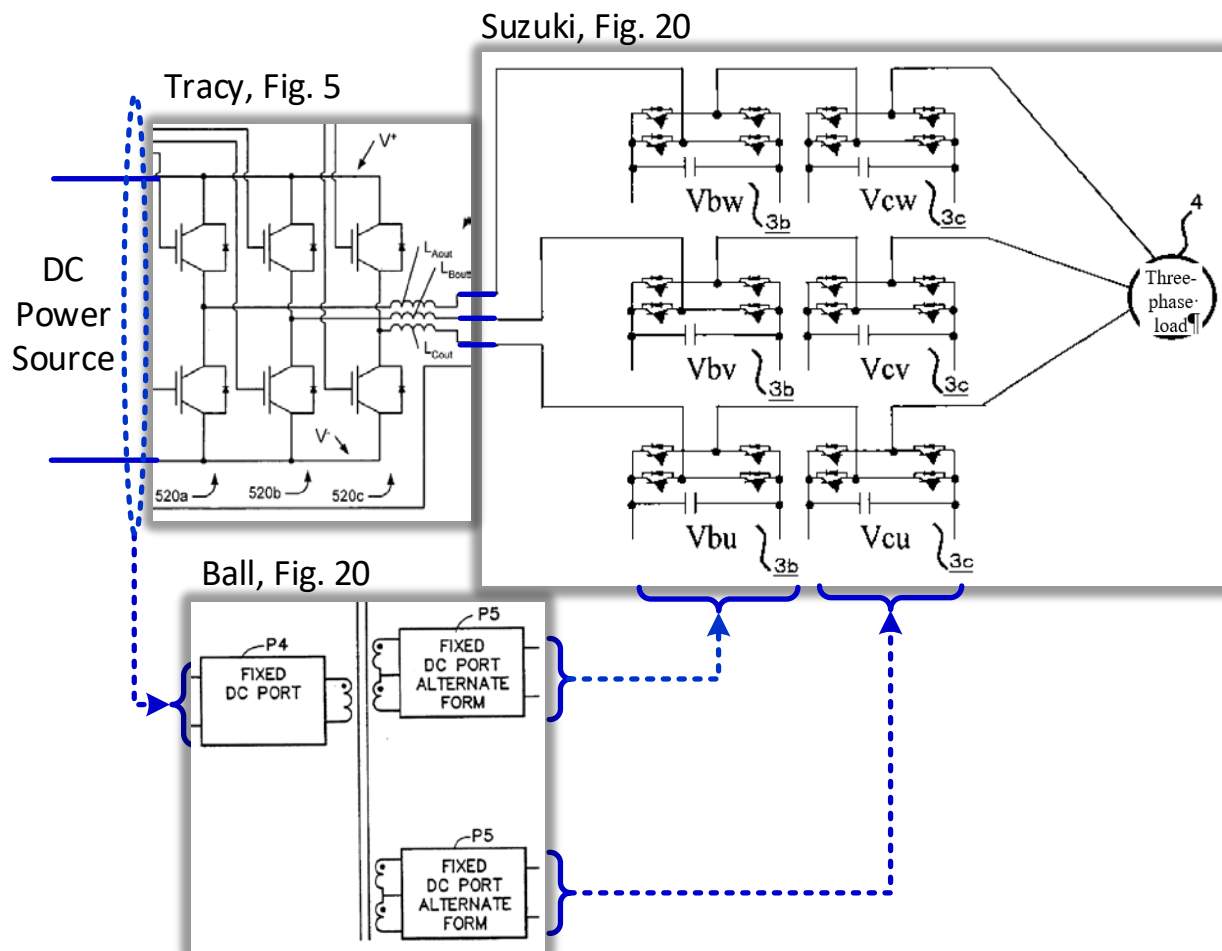 Suzuki, Fig. 20
Tracy, Fig. 5
V+
LAout
LBout
LCout
V-
520a
520b
520c
DC
Power
Source
Vbw
3b
Vcw
3c
Vbv
3b
Vcv
3c
Vbu
3b
Vcu
3c
4
Three-
phase·
load¶
Ball, Fig. 20
P4
FIXED
DC PORT
P5
FIXED
DC PORT
ALTERNATE
FORM
P5
FIXED
DC PORT
ALTERNATE
FORM